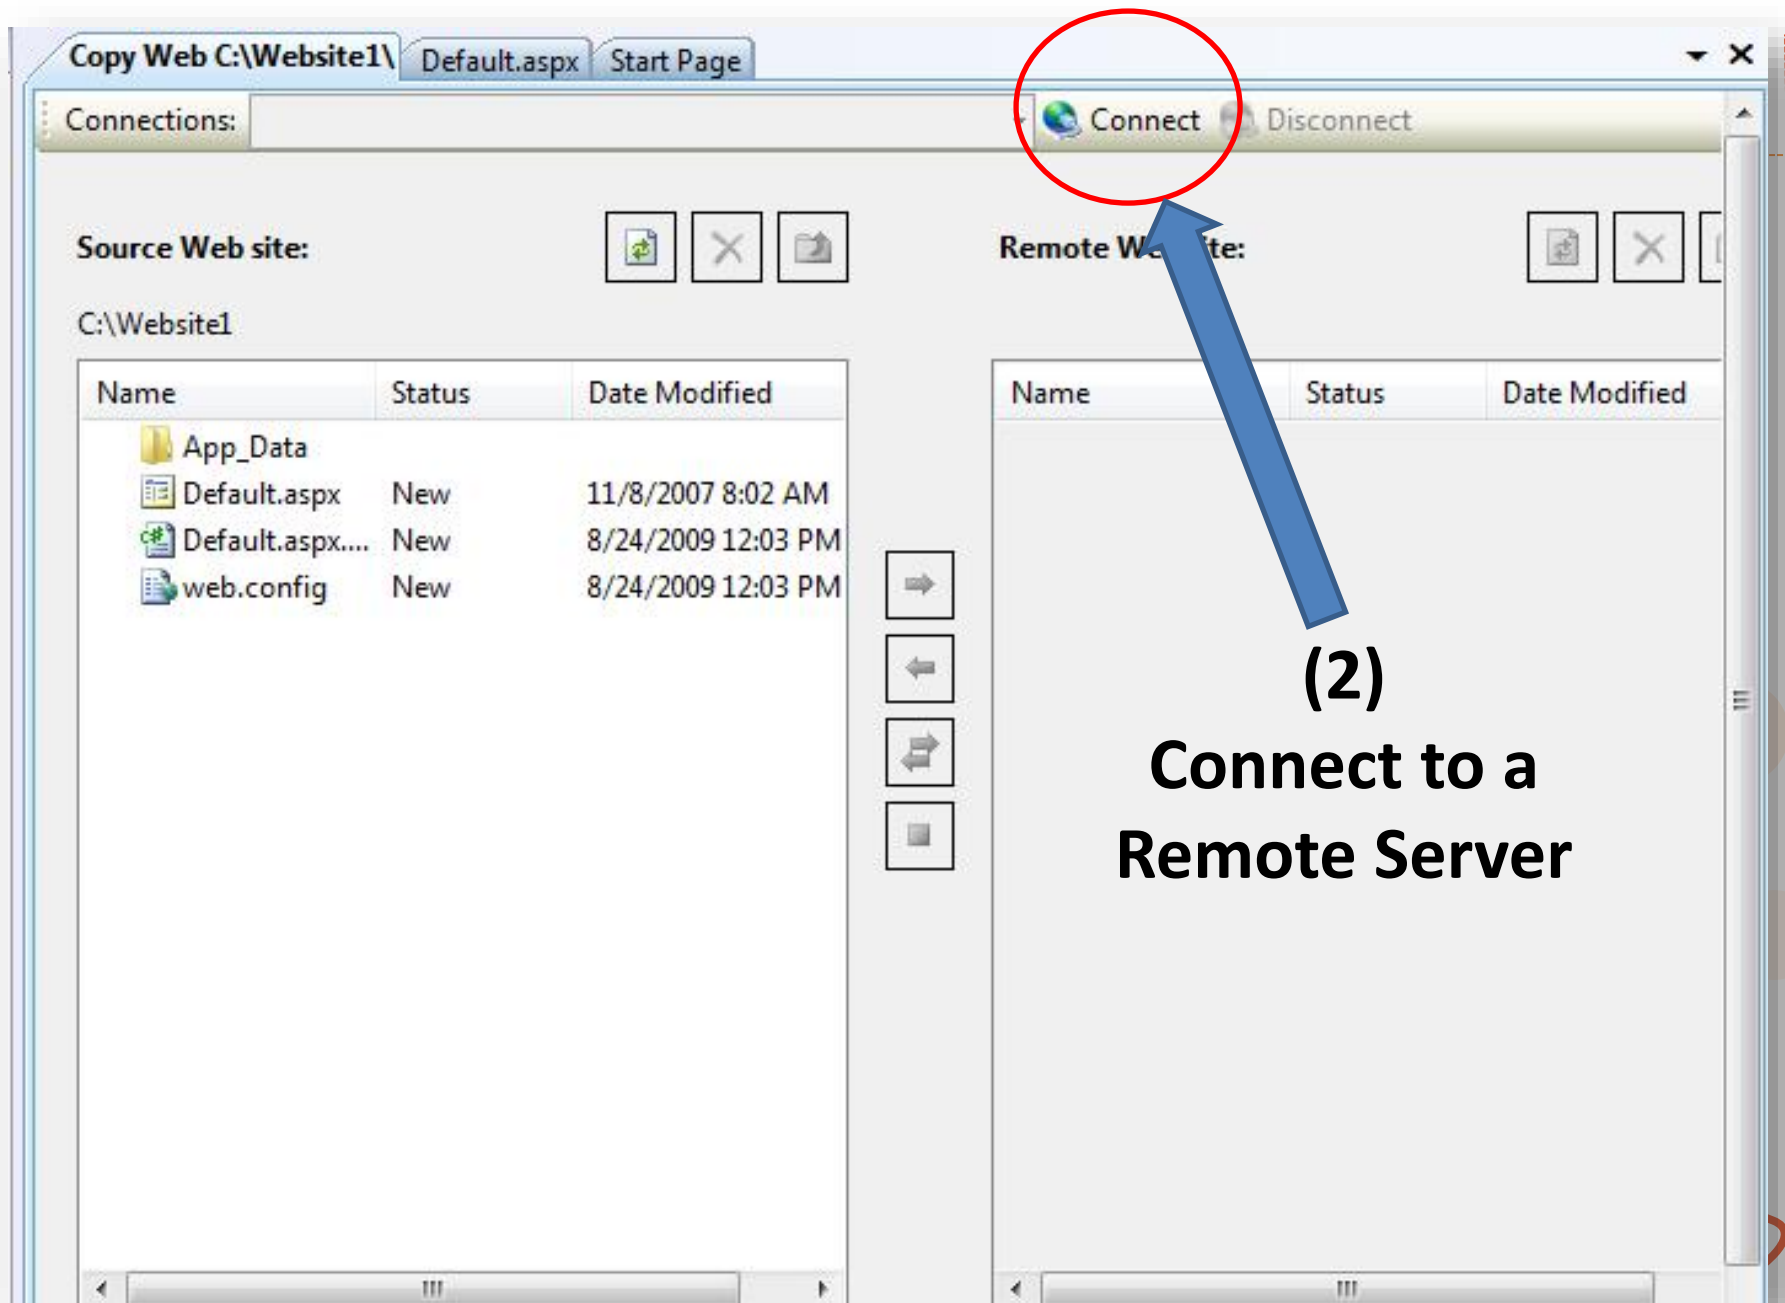 Copy Web C:\Website1\ Default.aspx Start Page
Connections: Connect Disconnect
Source Web site: Remote
C:\Website1
Name Status Date Modified Name Status Date Modified
App_Data
Default.aspx New 11/8/2007 8:02 AM
Default.aspx.... New 8/24/2009 12:03 PM
web.config New 8/24/2009 12:03 PM
(2)
Connect to a
Remote Server